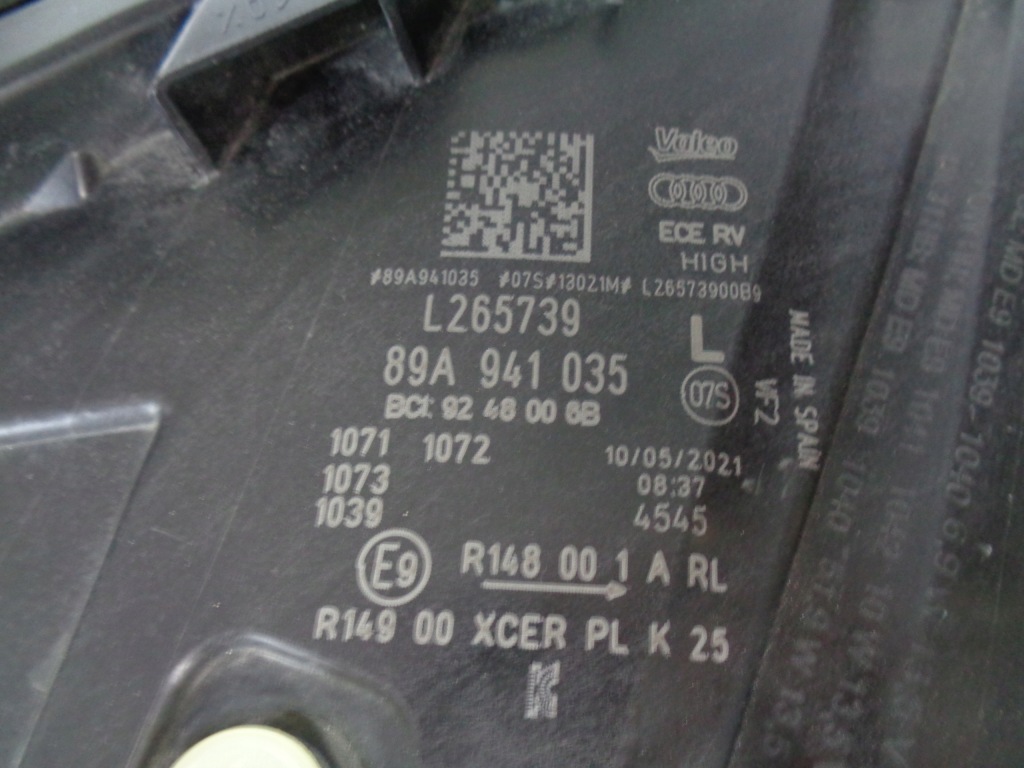 Valeo
ECE RV
HIGH
#89A941035 #07S#13021M# L26573900B9
L265739
L
89A 941 035
07S
BCI: 92 48 00 6B
1071 1072
1073
1039
10/05/2021
08:37
4545
E9
R148 00 1 A RL
R149 00 XCER PL K 25
MADE IN SPAIN
VF2